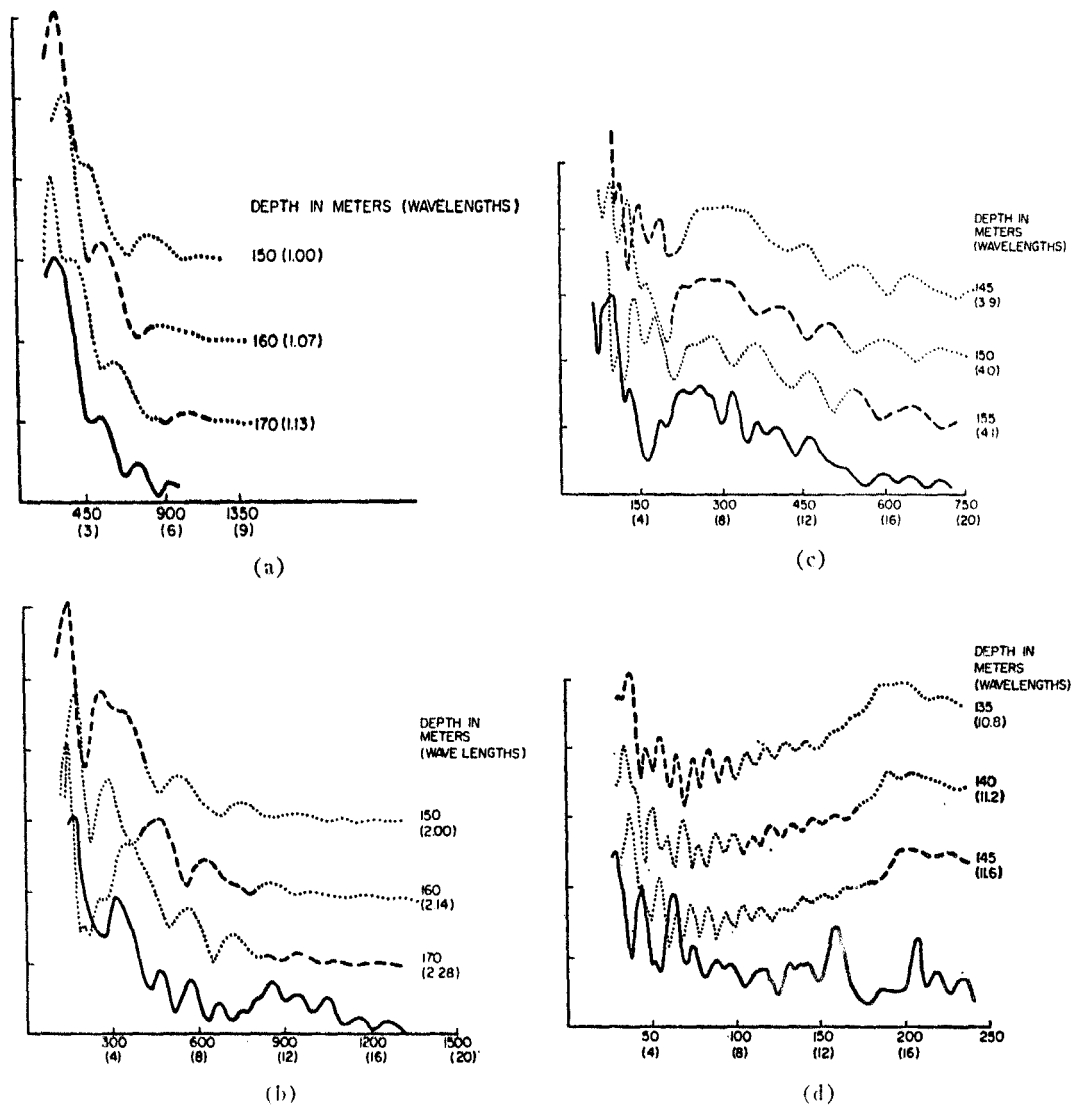 DEPTH IN METERS (WAVELENGTHS)
150 (1.00)
160 (1.07)
170 (1.13)
450 900 1350
(3) (6) (9)
(a)
DEPTH IN
METERS
(WAVELENGTHS)
145
(3.9)
150
(4.0)
155
(4.1)
150 300 450 600 750
(4) (8) (12) (16) (20)
(c)
DEPTH IN
METERS
(WAVE LENGTHS)
150
(2.00)
160
(2.14)
170
(2.28)
300 600 900 1200 1500
(4) (8) (12) (16) (20)
(b)
DEPTH IN
METERS
(WAVELENGTHS)
135
(10.8)
140
(11.2)
145
(11.6)
50 100 150 200 250
(4) (8) (12) (16)
(d)